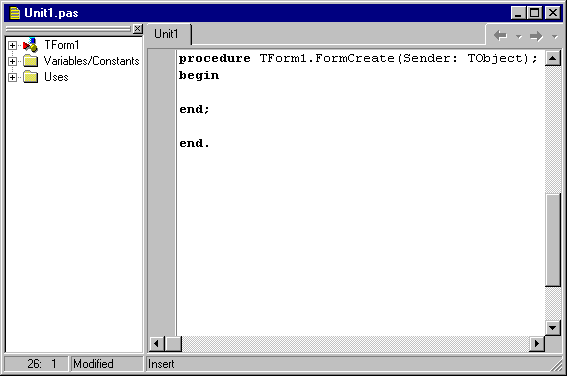 Unit1.pas
TForm1
Variables/Constants
Uses
Unit1
procedure TForm1.FormCreate(Sender: TObject);
begin
end;
end.
26: 1
Modified
Insert